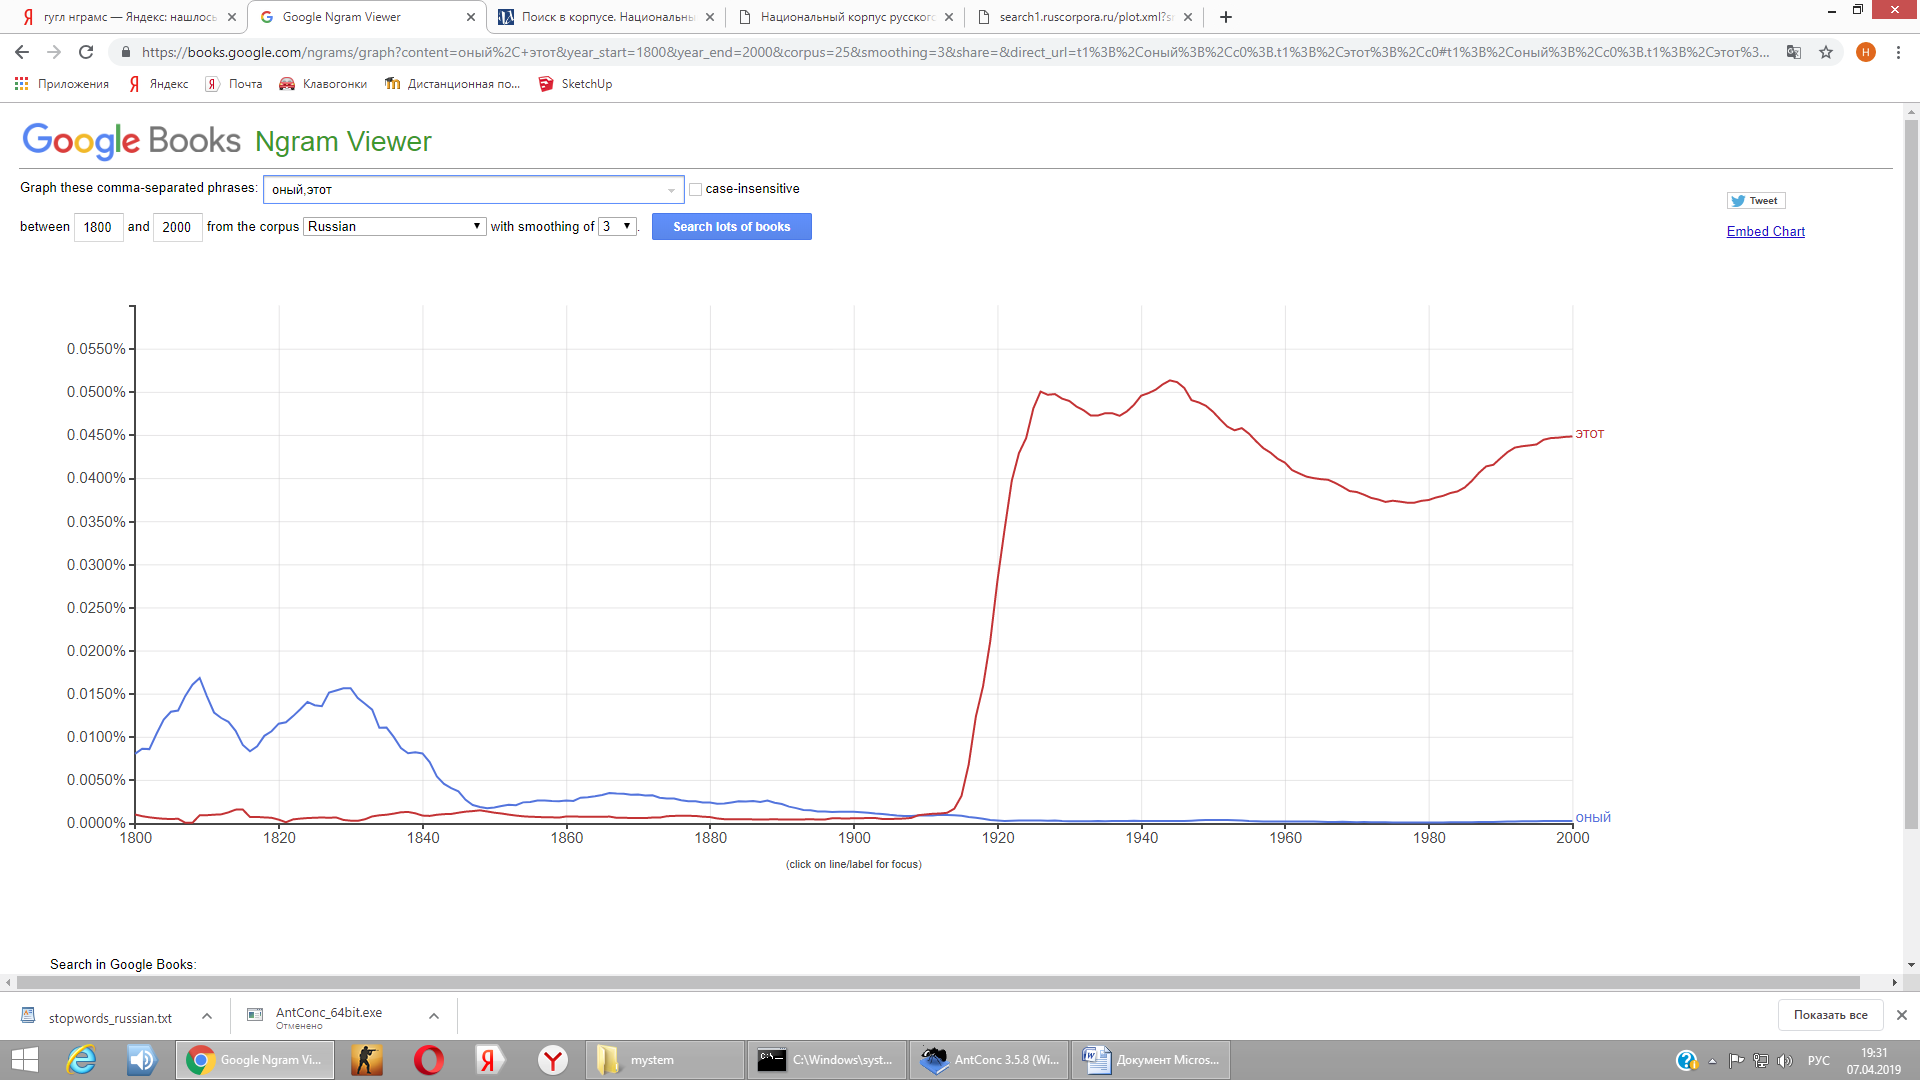 гугл нграмс — Яндекс: нашлось
Google Ngram Viewer
Поиск в корпусе. Национальны
Национальный корпус русског
search1.ruscorpora.ru/plot.xml?s
https://books.google.com/ngrams/graph?content=оный%2C+этот&year_start=1800&year_end=2000&corpus=25&smoothing=3&share=&direct_url=t1%3B%2Cоный%3B%2Cc0%3B.t1%3B%2Cэтот%3B%2Cc0#t1%3B%2Cоный%3B%2Cc0%3B.t1%3B%2Cэтот%3...
Н
Приложения
Яндекс
Почта
Клавогонки
Дистанционная по...
SketchUp
Google Books Ngram Viewer
Graph these comma-separated phrases: оный,этот case-insensitive
between 1800 and 2000 from the corpus Russian with smoothing of 3 . Search lots of books
Tweet
Embed Chart
0.0550%
0.0500%
0.0450%
0.0400%
0.0350%
0.0300%
0.0250%
0.0200%
0.0150%
0.0100%
0.0050%
0.0000%
этот
оный
1800 1820 1840 1860 1880 1900 1920 1940 1960 1980 2000
(click on line/label for focus)
Search in Google Books:
stopwords_russian.txt
AntConc_64bit.exe
Отменено
Показать все
Google Ngram Vi...
mystem
C:\Windows\syst...
AntConc 3.5.8 (Wi...
Документ Micros...
РУС
19:31
07.04.2019